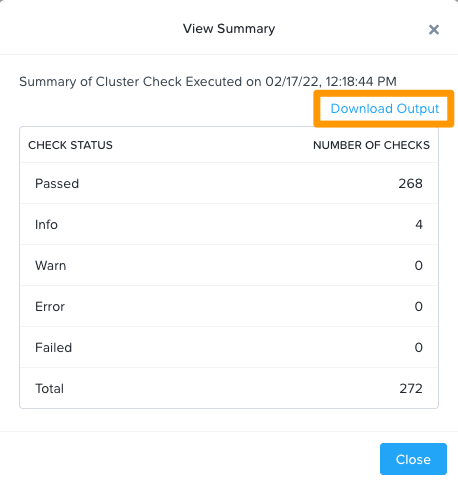 View Summary ×
Summary of Cluster Check Executed on 02/17/22, 12:18:44 PM
Download Output
CHECK STATUS NUMBER OF CHECKS
Passed 268
Info 4
Warn 0
Error 0
Failed 0
Total 272
Close